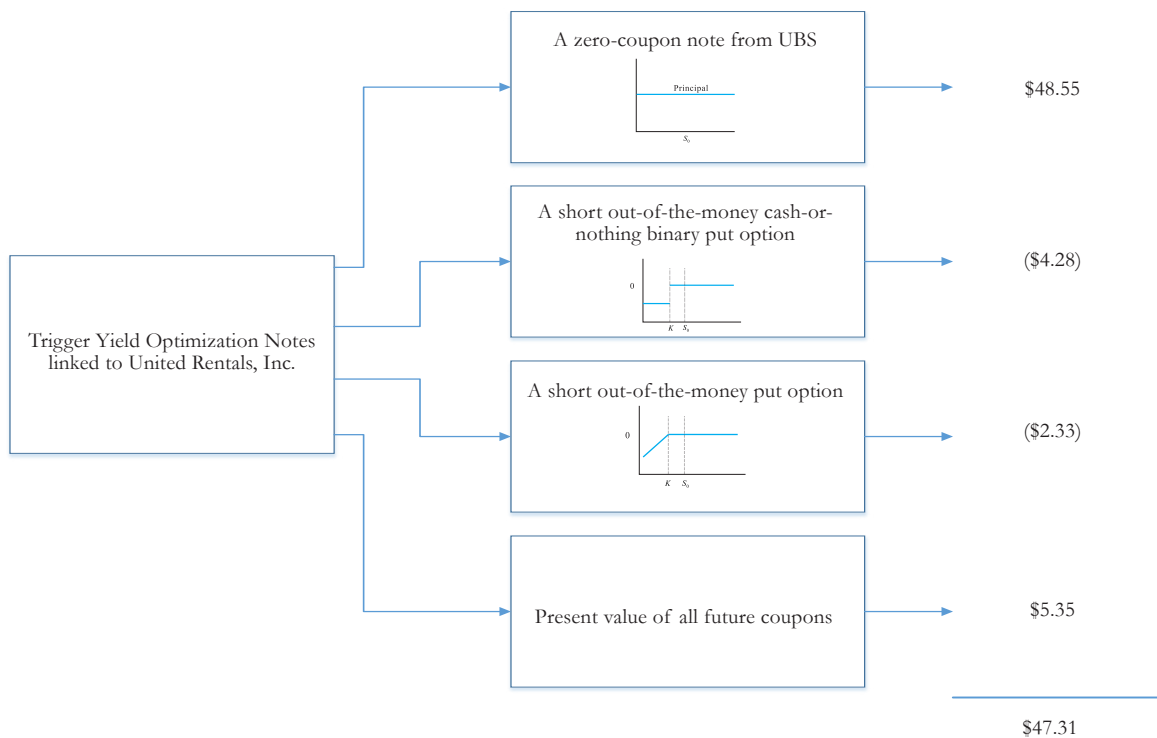 A zero-coupon note from UBS
Principal
S₀
$48.55
A short out-of-the-money cash-or-
nothing binary put option
0
K S₀
($4.28)
Trigger Yield Optimization Notes
linked to United Rentals, Inc.
A short out-of-the-money put option
0
K S₀
($2.33)
Present value of all future coupons
$5.35
$47.31